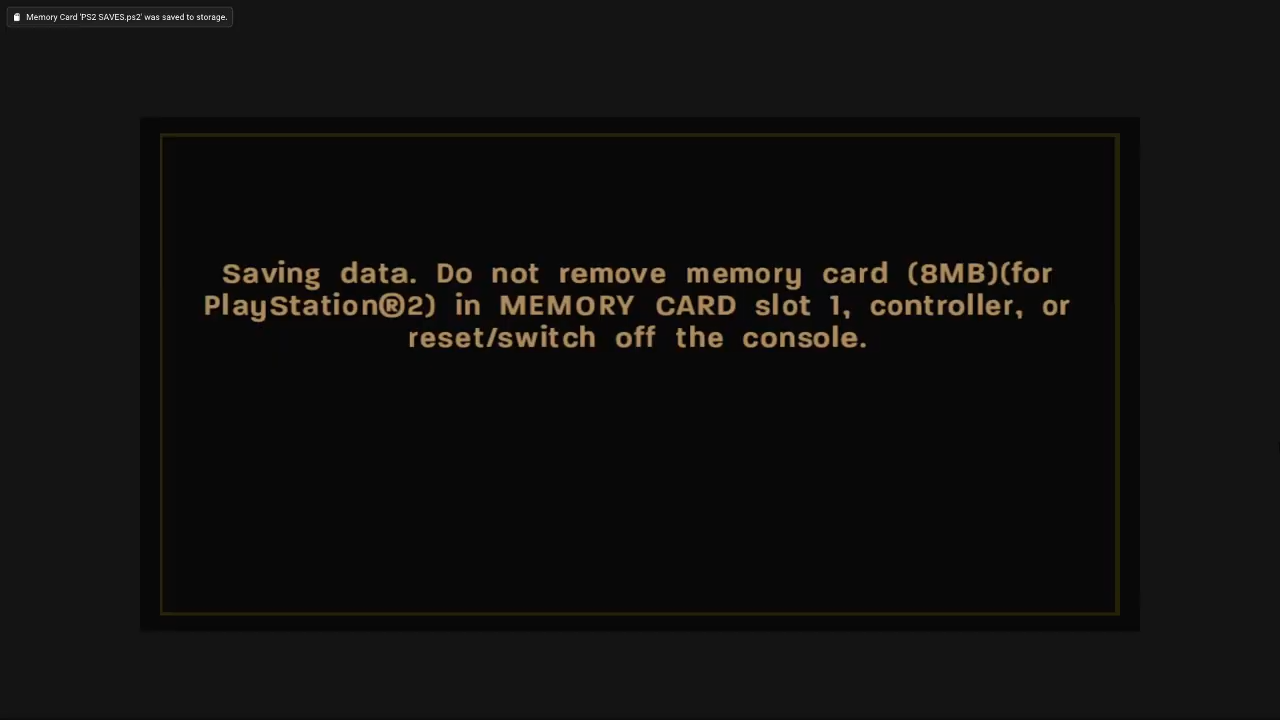 Memory Card 'PS2 SAVES.ps2' was saved to storage.
Saving data. Do not remove memory card (8MB)(for
PlayStation®2) in MEMORY CARD slot 1, controller, or
reset/switch off the console.